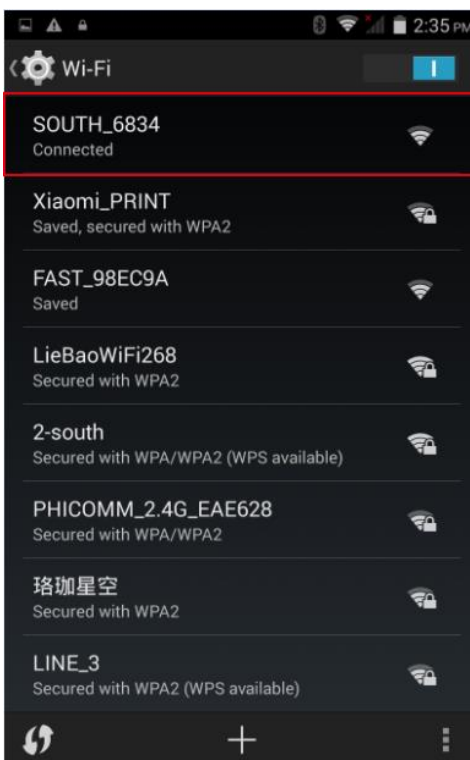 2:35 PM
Wi-Fi
SOUTH_6834
Connected
Xiaomi_PRINT
Saved, secured with WPA2
FAST_98EC9A
Saved
LieBaoWiFi268
Secured with WPA2
2-south
Secured with WPA/WPA2 (WPS available)
PHICOMM_2.4G_EAE628
Secured with WPA/WPA2
珞珈星空
Secured with WPA2
LINE_3
Secured with WPA2 (WPS available)